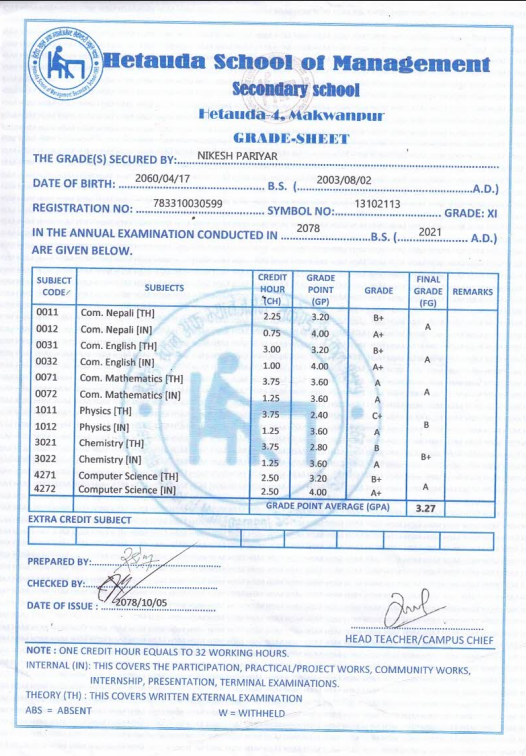 Hetauda School of Management
Secondary school
Hetauda-4, Makwanpur
GRADE-SHEET
THE GRADE(S) SECURED BY: NIKESH PARIYAR
DATE OF BIRTH: 2060/04/17 B.S. (2003/08/02 A.D.)
REGISTRATION NO: 783310030599 SYMBOL NO: 13102113 GRADE: XI
IN THE ANNUAL EXAMINATION CONDUCTED IN 2078 B.S. (2021 A.D.)
ARE GIVEN BELOW.
SUBJECT CODE SUBJECTS CREDIT HOUR (CH) GRADE POINT (GP) GRADE FINAL GRADE (FG) REMARKS
0011 Com. Nepali [TH] 2.25 3.20 B+
A
0012 Com. Nepali [IN] 0.75 4.00 A+
0031 Com. English [TH] 3.00 3.20 B+
A
0032 Com. English [IN] 1.00 4.00 A+
0071 Com. Mathematics [TH] 3.75 3.60 A
A
0072 Com. Mathematics [IN] 1.25 3.60 A
1011 Physics [TH] 3.75 2.40 C+
B
1012 Physics [IN] 1.25 3.60 A
3021 Chemistry [TH] 3.75 2.80 B
B+
3022 Chemistry [IN] 1.25 3.60 A
4271 Computer Science [TH] 2.50 3.20 B+
A
4272 Computer Science [IN] 2.50 4.00 A+
GRADE POINT AVERAGE (GPA) 3.27
EXTRA CREDIT SUBJECT
PREPARED BY:
CHECKED BY:
DATE OF ISSUE : 2078/10/05
HEAD TEACHER/CAMPUS CHIEF
NOTE : ONE CREDIT HOUR EQUALS TO 32 WORKING HOURS.
INTERNAL (IN): THIS COVERS THE PARTICIPATION, PRACTICAL/PROJECT WORKS, COMMUNITY WORKS,
INTERNSHIP, PRESENTATION, TERMINAL EXAMINATIONS.
THEORY (TH) : THIS COVERS WRITTEN EXTERNAL EXAMINATION
ABS = ABSENT W = WITHHELD